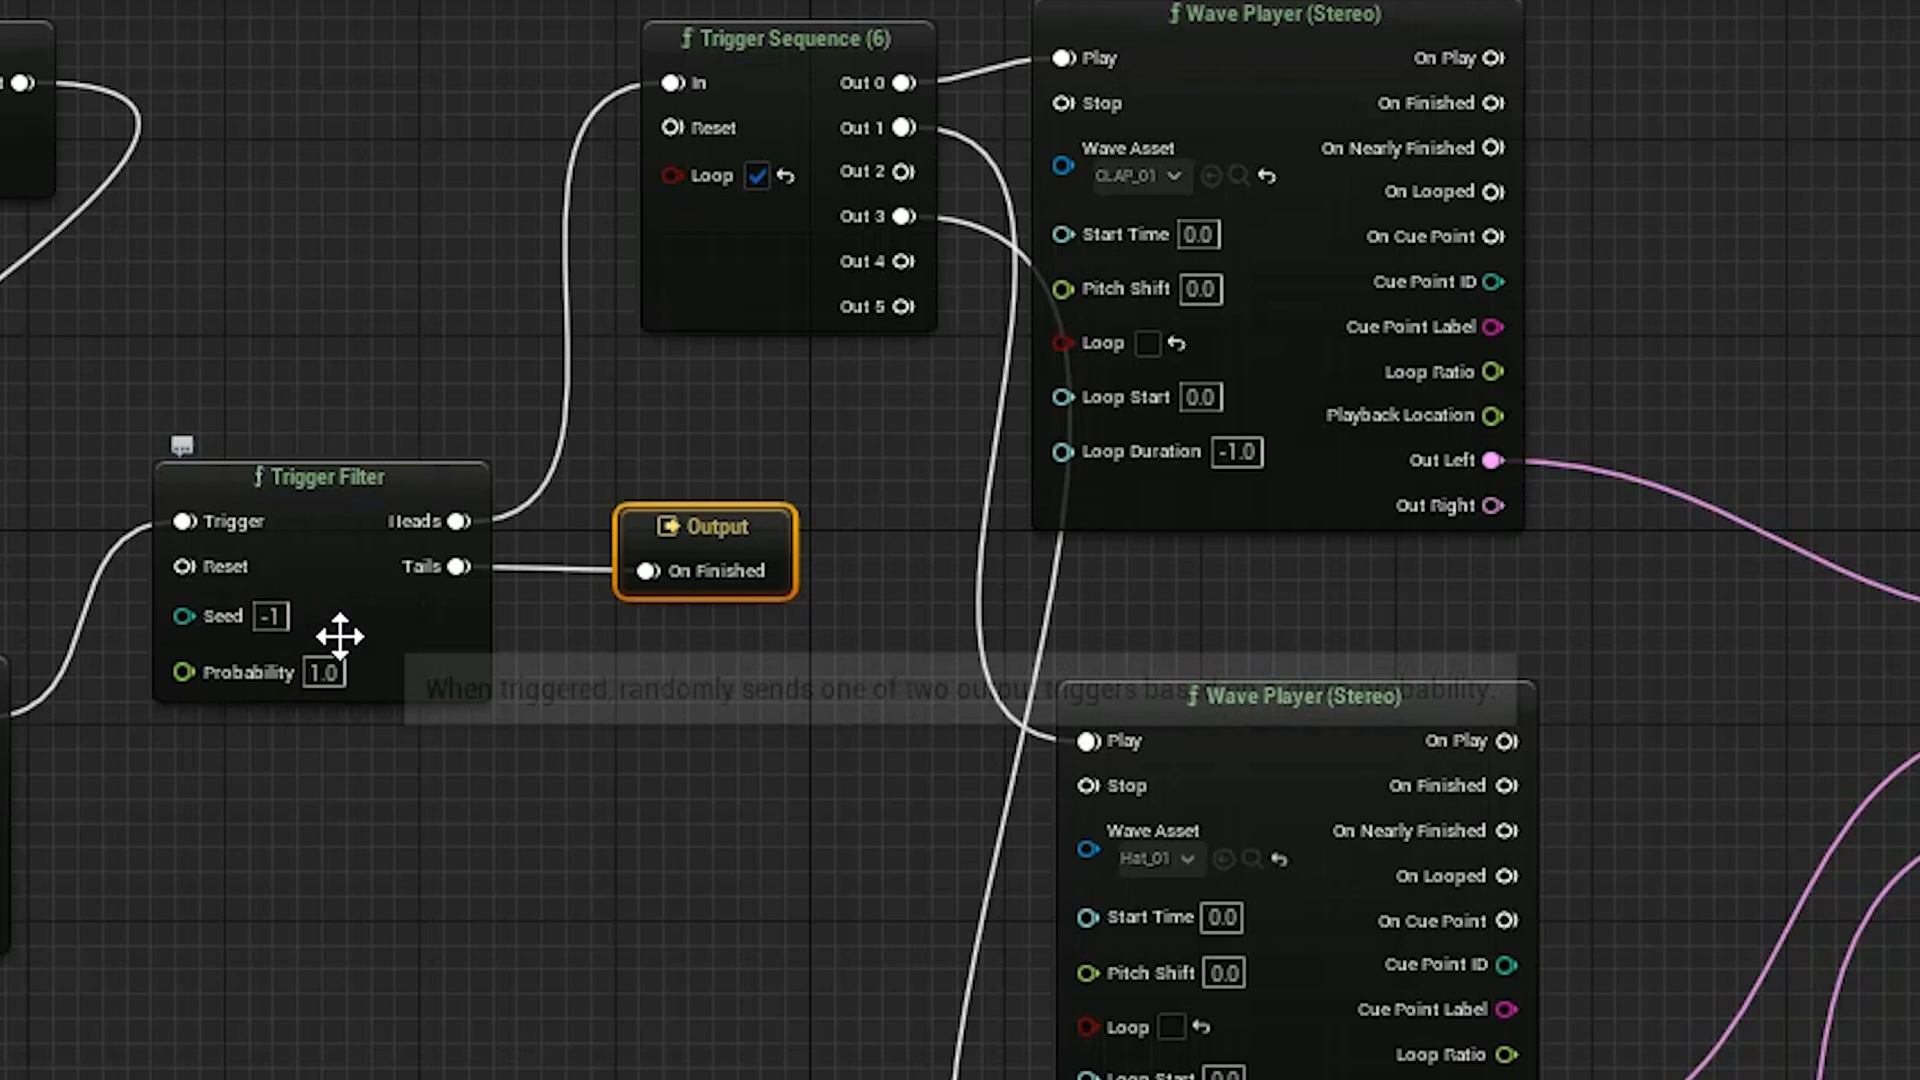 Trigger Sequence (6)
In
Reset
Loop
Out 0
Out 1
Out 2
Out 3
Out 4
Out 5
Wave Player (Stereo)
Play
Stop
Wave Asset
CLAP_01
Start Time 0.0
Pitch Shift 0.0
Loop
Loop Start 0.0
Loop Duration -1.0
On Play
On Finished
On Nearly Finished
On Looped
On Cue Point
Cue Point ID
Cue Point Label
Loop Ratio
Playback Location
Out Left
Out Right
Trigger Filter
Trigger
Reset
Seed -1
Probability 1.0
Heads
Tails
Output
On Finished
When triggered, randomly sends one of two output triggers based probability.
Wave Player (Stereo)
Play
Stop
Wave Asset
Hat_01
Start Time 0.0
Pitch Shift 0.0
Loop
Loop Start 0.0
On Play
On Finished
On Nearly Finished
On Looped
On Cue Point
Cue Point ID
Cue Point Label
Loop Ratio